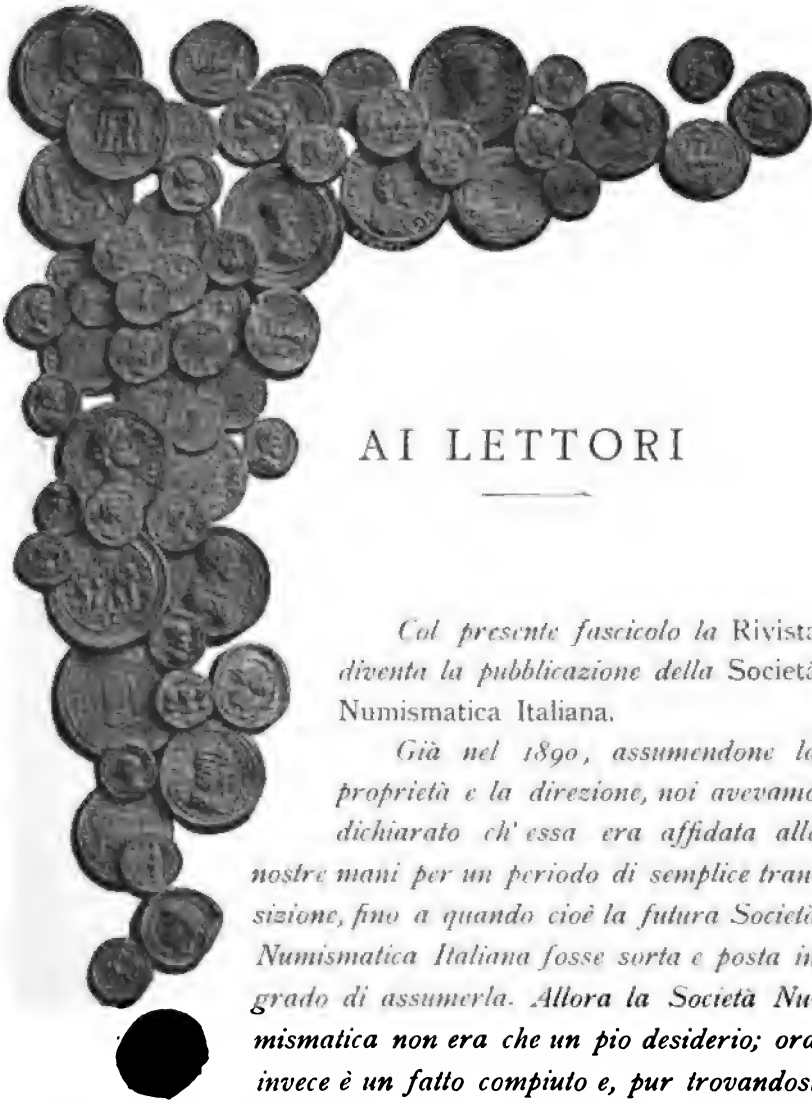 AI LETTORI
Col presente fascicolo la Rivista
diventa la pubblicazione della Società
Numismatica Italiana.
Già nel 1890, assumendone la
proprietà e la direzione, noi avevamo
dichiarato ch' essa era affidata alle
nostre mani per un periodo di semplice tran
sizione, fino a quando cioè la futura Società
Numismatica Italiana fosse sorta e posta in
grado di assumerla. Allora la Società Nu
mismatica non era che un pio desiderio; ora
invece è un fatto compiuto e, pur trovandosi